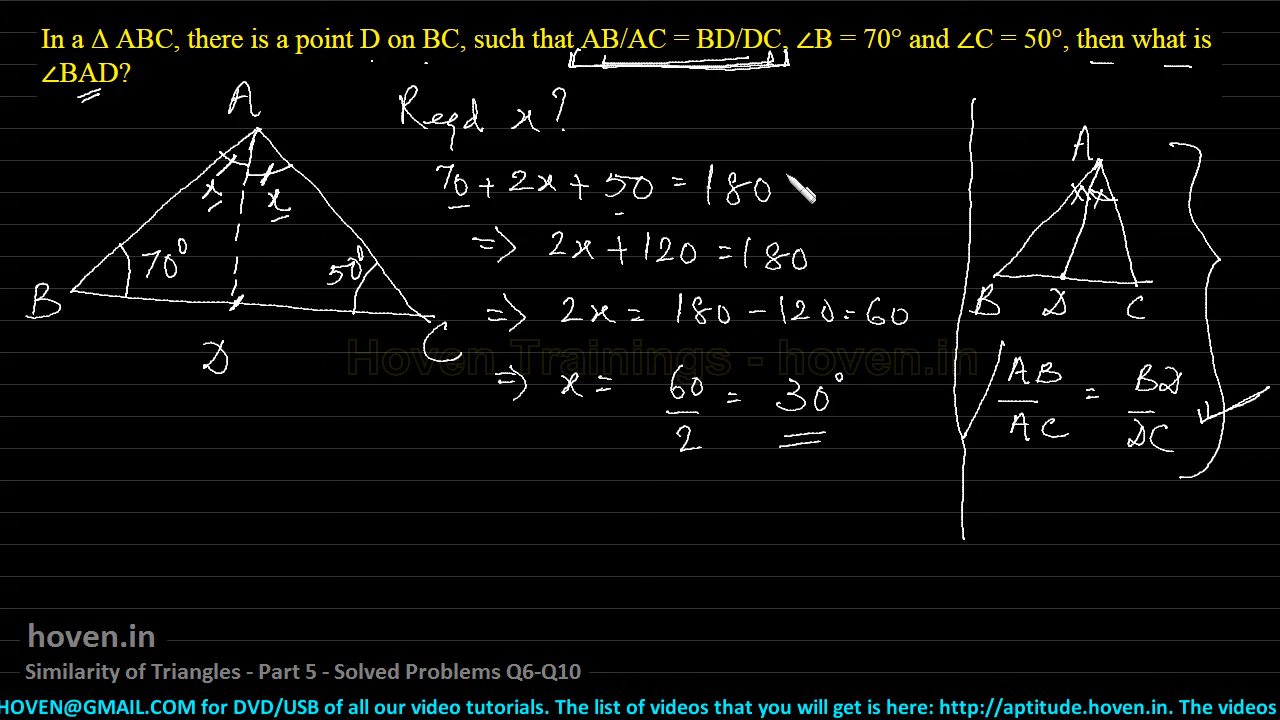 In a Δ ABC, there is a point D on BC, such that AB/AC = BD/DC, ∠B = 70° and ∠C = 50°, then what is
∠BAD?
A
Reqd x?
x
x
70°
50°
B
D
C
70 + 2x + 50 = 180
=> 2x + 120 = 180
=> 2x = 180 - 120 = 60
=> x = 60/2 = 30°
A
B
D
C
AB/AC = BD/DC
Hoven Trainings - hoven.in
hoven.in
Similarity of Triangles - Part 5 - Solved Problems Q6-Q10
HOVEN@GMAIL.COM for DVD/USB of all our video tutorials. The list of videos that you will get is here: http://aptitude.hoven.in. The videos